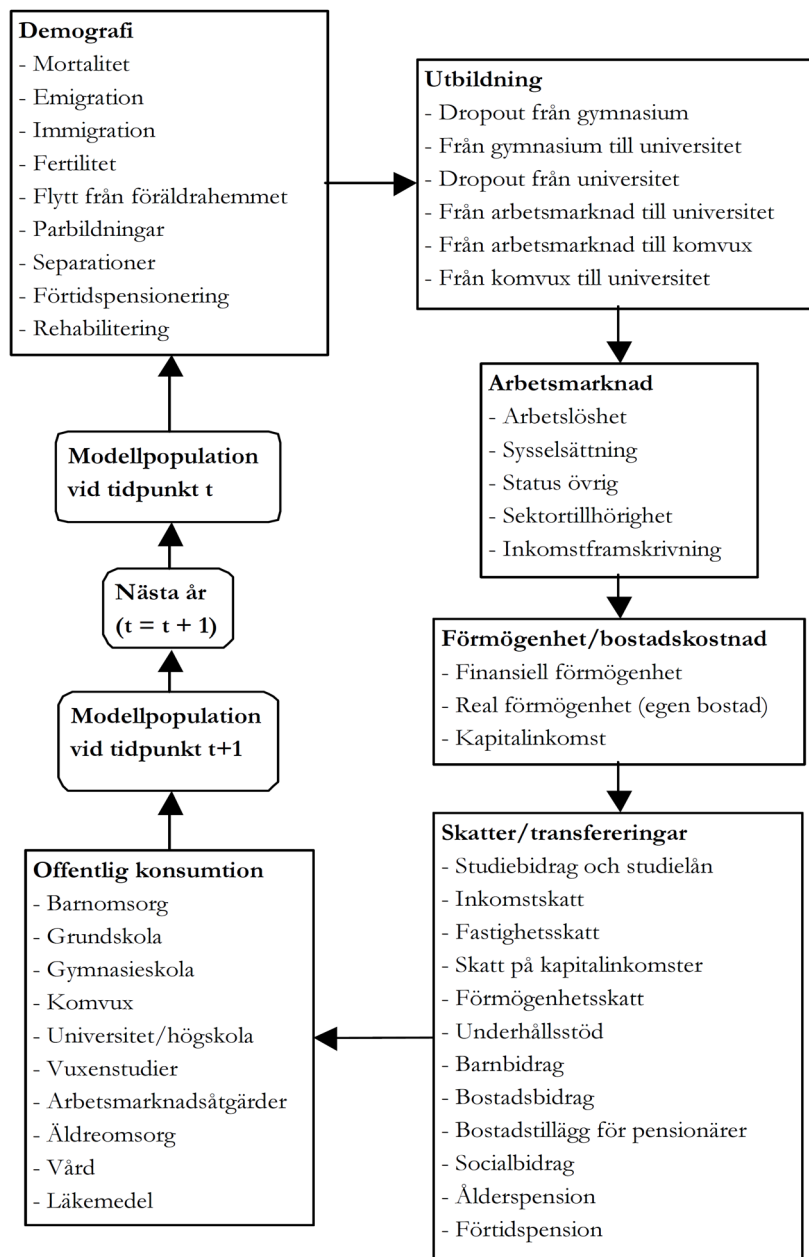 Demografi
- Mortalitet
- Emigration
- Immigration
- Fertilitet
- Flytt från föräldrahemmet
- Parbildningar
- Separationer
- Förtidspensionering
- Rehabilitering
Utbildning
- Dropout från gymnasium
- Från gymnasium till universitet
- Dropout från universitet
- Från arbetsmarknad till universitet
- Från arbetsmarknad till komvux
- Från komvux till universitet
Arbetsmarknad
- Arbetslöshet
- Sysselsättning
- Status övrig
- Sektortillhörighet
- Inkomstframskrivning
Förmögenhet/bostadskostnad
- Finansiell förmögenhet
- Real förmögenhet (egen bostad)
- Kapitalinkomst
Skatter/transfereringar
- Studiebidrag och studielån
- Inkomstskatt
- Fastighetsskatt
- Skatt på kapitalinkomster
- Förmögenhetsskatt
- Underhållsstöd
- Barnbidrag
- Bostadsbidrag
- Bostadstillägg för pensionärer
- Socialbidrag
- Ålderspension
- Förtidspension
Offentlig konsumtion
- Barnomsorg
- Grundskola
- Gymnasieskola
- Komvux
- Universitet/högskola
- Vuxenstudier
- Arbetsmarknadsåtgärder
- Äldreomsorg
- Vård
- Läkemedel
Modellpopulation
vid tidpunkt t+1
Nästa år
(t = t + 1)
Modellpopulation
vid tidpunkt t